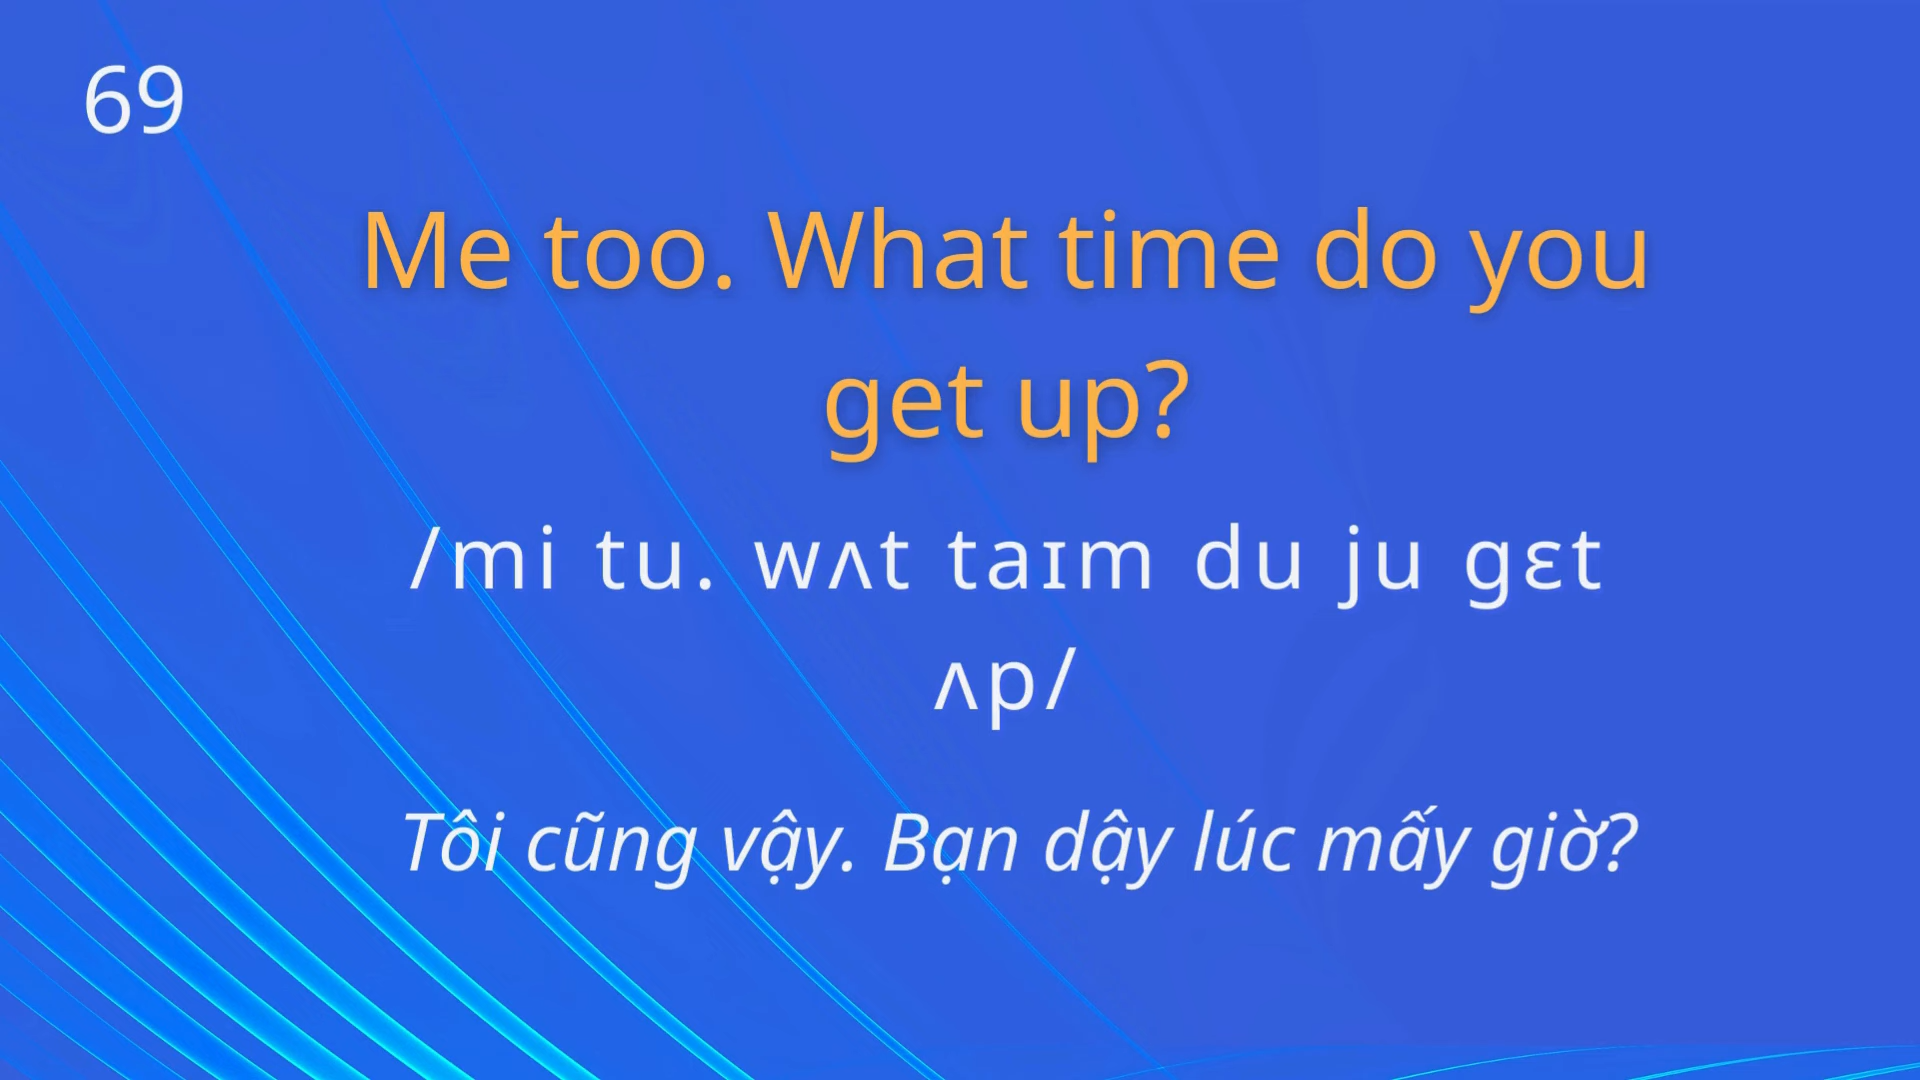 69
Me too. What time do you
get up?
/mi tu. wʌt taɪm du ju gɛt
ʌp/
Tôi cũng vậy. Bạn dậy lúc mấy giờ?